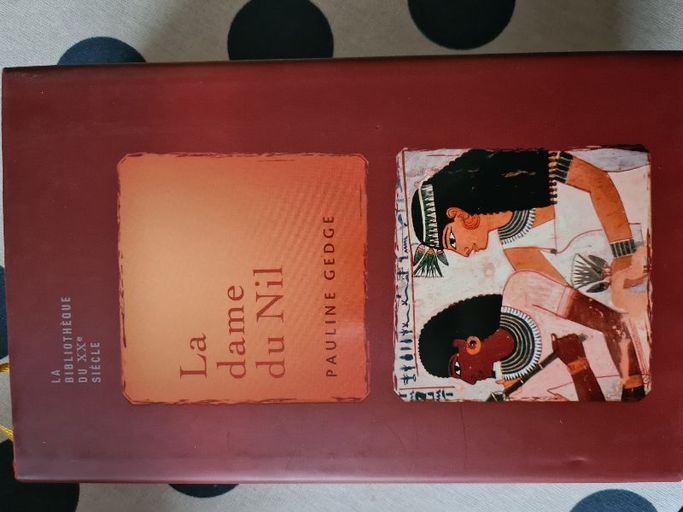 LA
BIBLIOTHÈQUE
DU XXe
SIÈCLE
La
dame
du Nil
PAULINE GEDGE